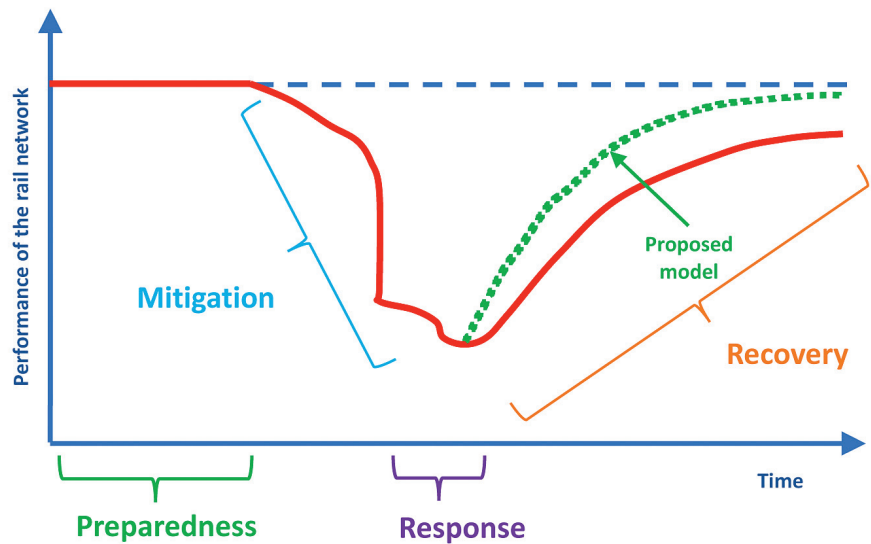 Performance of the rail network
Mitigation
Proposed
model
Recovery
Time
Preparedness
Response